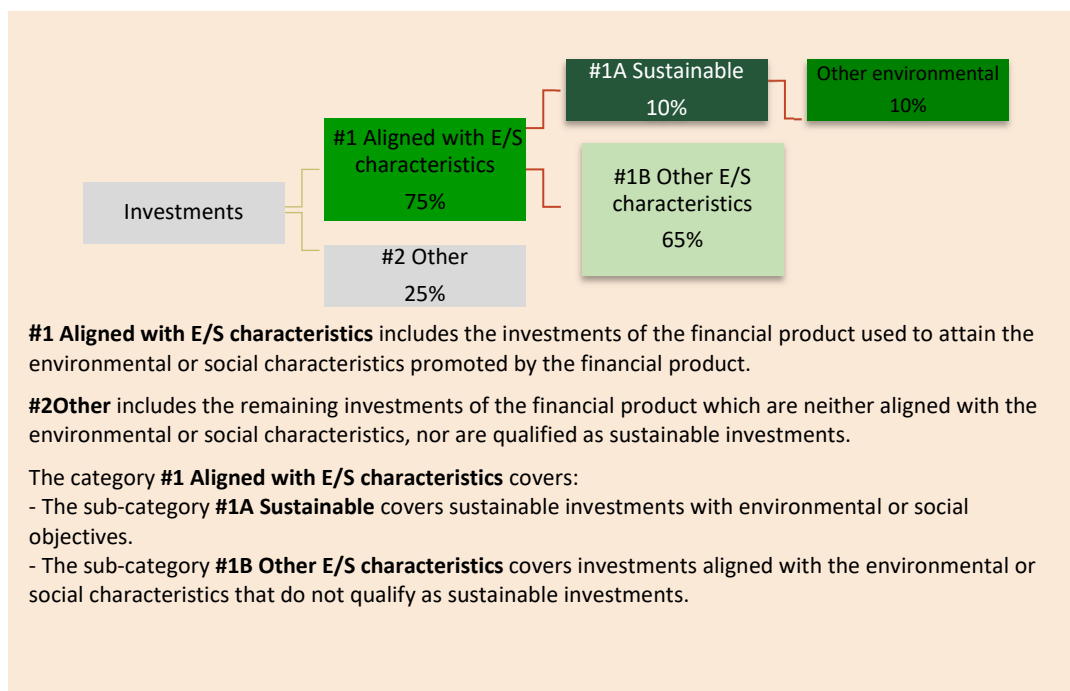 #1A Sustainable
10%
Other environmental
10%
#1 Aligned with E/S
characteristics
75%
#1B Other E/S
characteristics
65%
Investments
#2 Other
25%
#1 Aligned with E/S characteristics includes the investments of the financial product used to attain the
environmental or social characteristics promoted by the financial product.
#2Other includes the remaining investments of the financial product which are neither aligned with the
environmental or social characteristics, nor are qualified as sustainable investments.
The category #1 Aligned with E/S characteristics covers:
- The sub-category #1A Sustainable covers sustainable investments with environmental or social
objectives.
- The sub-category #1B Other E/S characteristics covers investments aligned with the environmental or
social characteristics that do not qualify as sustainable investments.